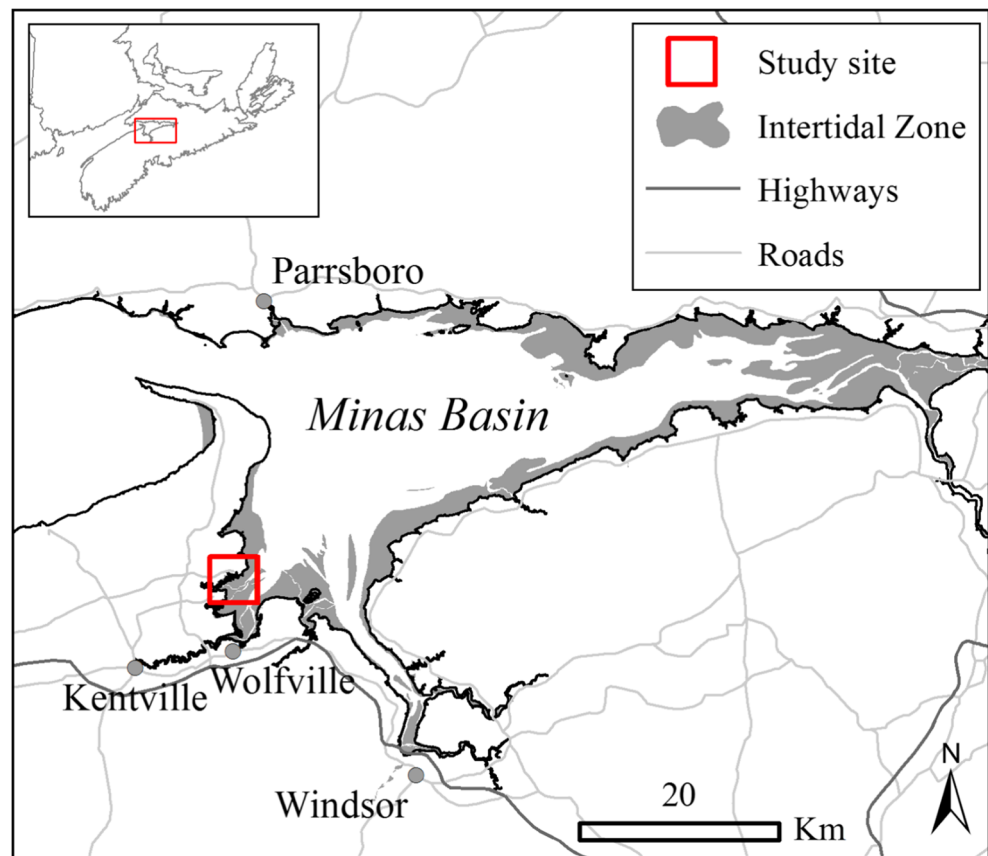 Study site
Intertidal Zone
Highways
Roads
Parrsboro
Minas Basin
Kentville
Wolfville
Windsor
20
Km
N